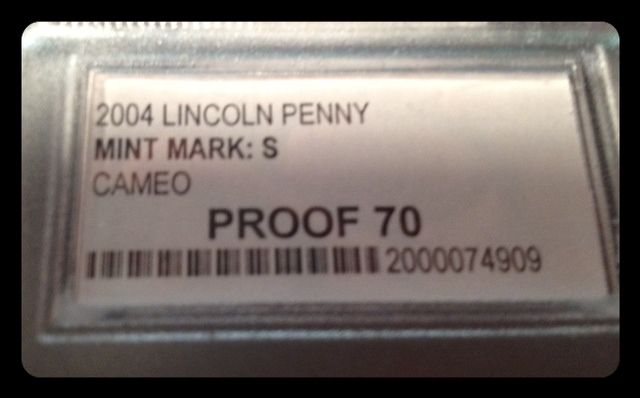 2004 LINCOLN PENNY
MINT MARK: S
CAMEO
PROOF 70
2000074909